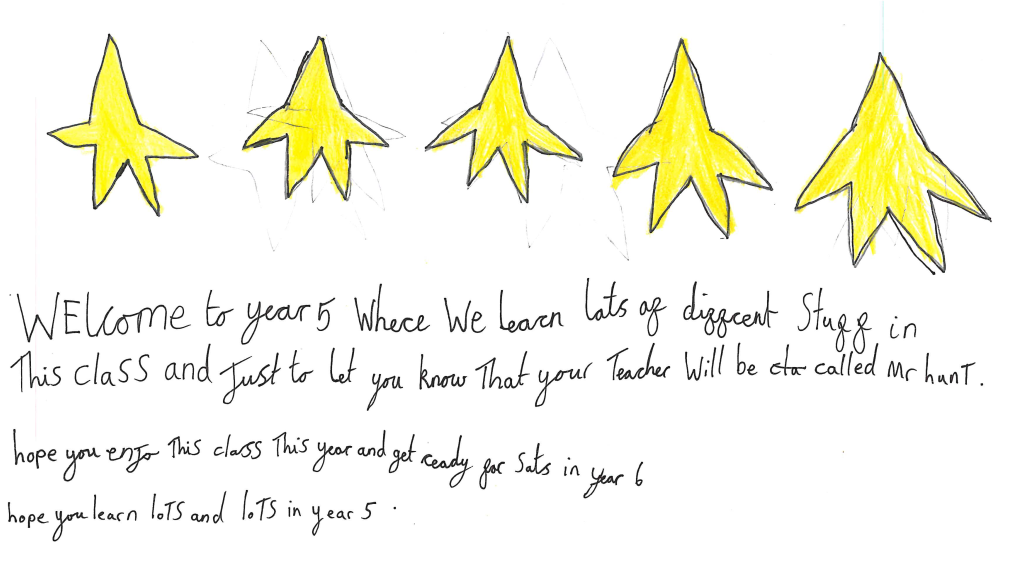 WELcome to year 5 Where We learn lots of diffrent Stuff in
This class and Just to let you know That your Teacher Will be called Mr hunT.
hope you enjo This class This year and get ready for Sats in year 6
hope you learn loTS and loTS in year 5.